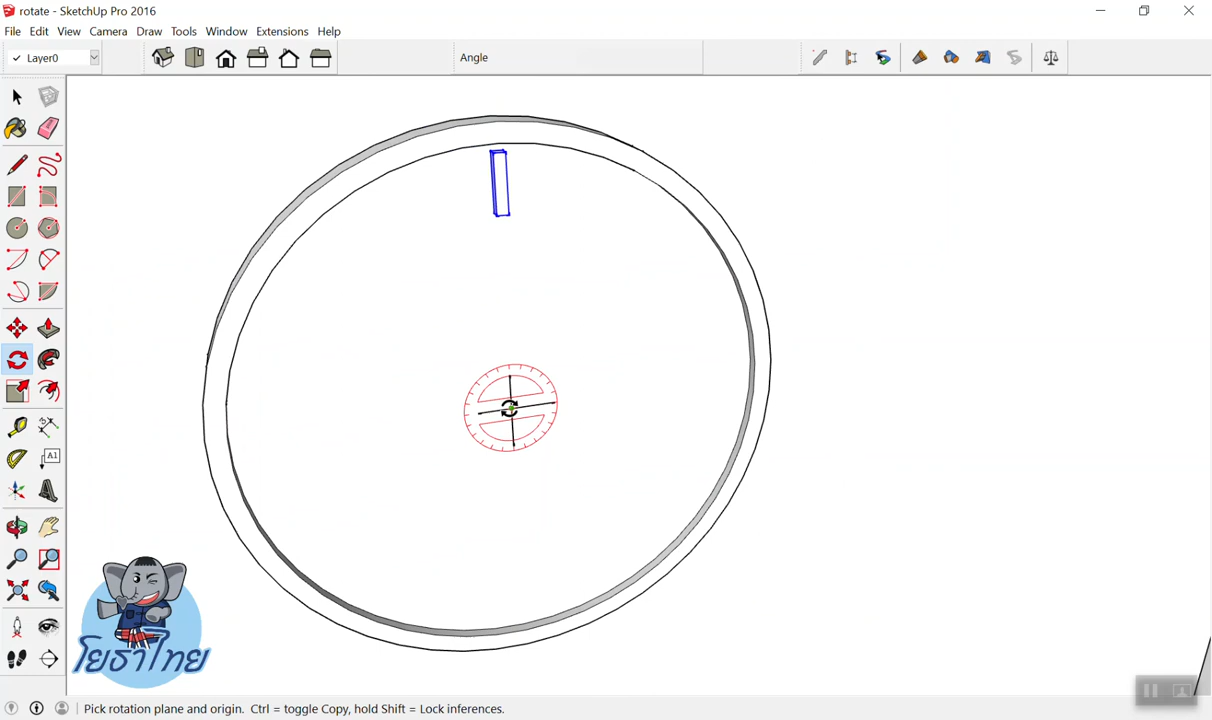 rotate - SketchUp Pro 2016
File Edit View Camera Draw Tools Window Extensions Help
Layer0
Angle
A1
โยธาไทย
Pick rotation plane and origin. Ctrl = toggle Copy, hold Shift = Lock inferences.